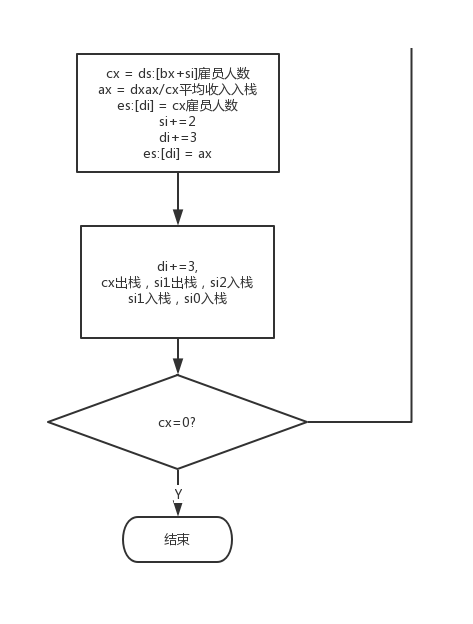 cx = ds:[bx+si]雇员人数
ax = dxax/cx平均收入入栈
es:[di] = cx雇员人数
si+=2
di+=3
es:[di] = ax
di+=3,
cx出栈，si1出栈，si2入栈
si1入栈，si0入栈
cx=0?
Y
结束